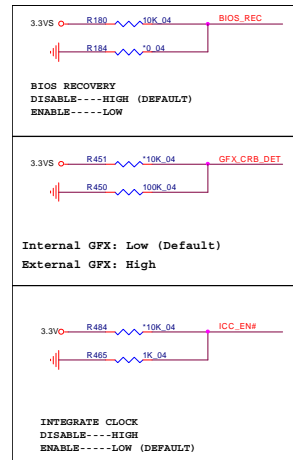 3.3VS R180 10K_04 BIOS_REC
R184 *0_04
BIOS RECOVERY
DISABLE----HIGH (DEFAULT)
ENABLE-----LOW
3.3VS R451 *10K_04 GFX_CRB_DET
R450 100K_04
Internal GFX: Low (Default)
External GFX: High
3.3V R484 *10K_04 ICC_EN#
R465 1K_04
INTEGRATE CLOCK
DISABLE----HIGH
ENABLE-----LOW (DEFAULT)